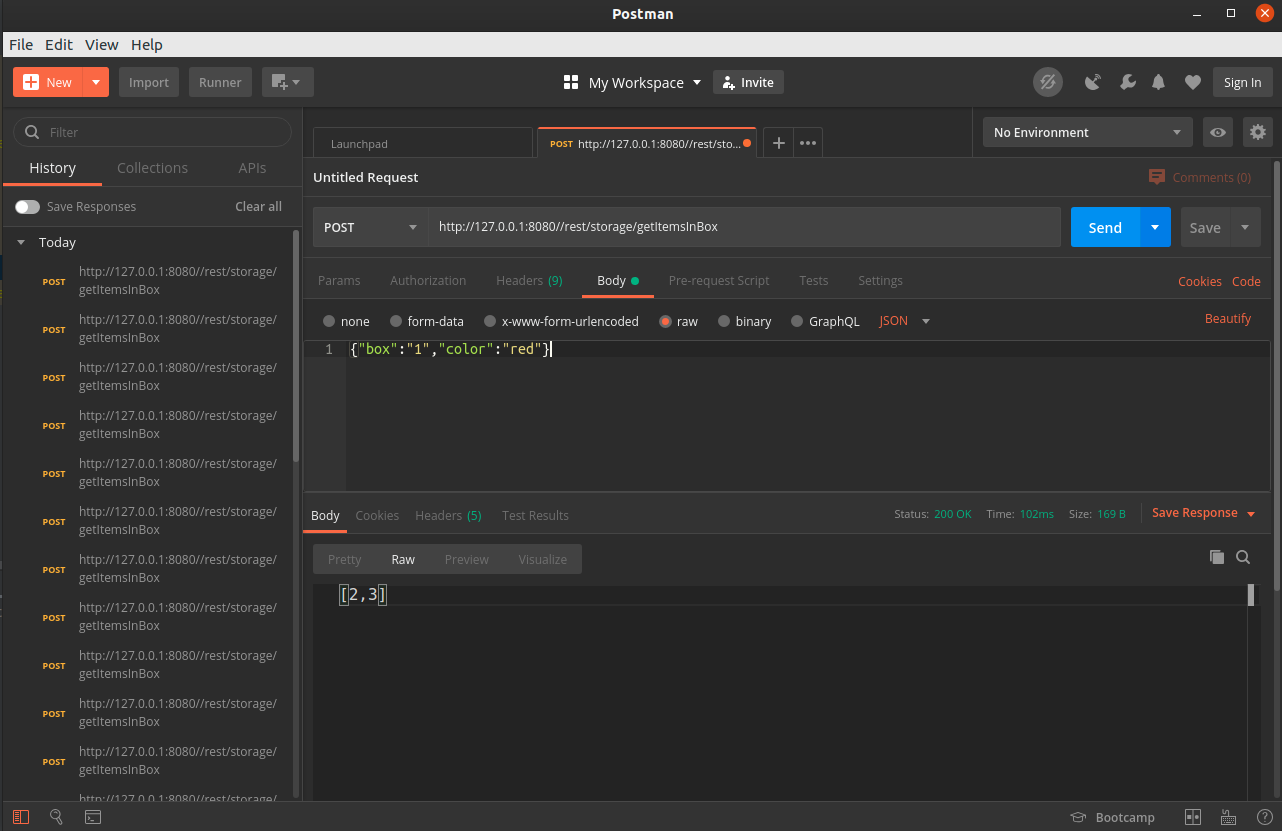 Postman
File Edit View Help
New
Import
Runner
My Workspace
Invite
Sign In
Filter
History
Collections
APIs
Save Responses
Clear all
Today
POST http://127.0.0.1:8080//rest/storage/
getItemsInBox
POST http://127.0.0.1:8080//rest/storage/
getItemsInBox
POST http://127.0.0.1:8080//rest/storage/
getItemsInBox
POST http://127.0.0.1:8080//rest/storage/
getItemsInBox
POST http://127.0.0.1:8080//rest/storage/
getItemsInBox
POST http://127.0.0.1:8080//rest/storage/
getItemsInBox
POST http://127.0.0.1:8080//rest/storage/
getItemsInBox
POST http://127.0.0.1:8080//rest/storage/
getItemsInBox
POST http://127.0.0.1:8080//rest/storage/
getItemsInBox
POST http://127.0.0.1:8080//rest/storage/
getItemsInBox
POST http://127.0.0.1:8080//rest/storage/
getItemsInBox
http://127.0.0.1:8080//rest/storage/
Launchpad
POST http://127.0.0.1:8080//rest/sto...
No Environment
Untitled Request
Comments (0)
POST
http://127.0.0.1:8080//rest/storage/getItemsInBox
Send
Save
Params Authorization Headers (9) Body Pre-request Script Tests Settings
Cookies Code
none form-data x-www-form-urlencoded raw binary GraphQL JSON
Beautify
1 {"box":"1","color":"red"}
Body Cookies Headers (5) Test Results
Status: 200 OK Time: 102ms Size: 169 B
Save Response
Pretty Raw Preview Visualize
[2,3]
Bootcamp